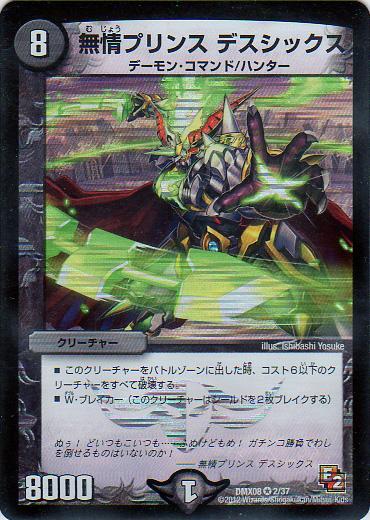 8
む じょう
無情プリンス デスシックス
デーモン・コマンド/ハンター
クリーチャー
illus. Ishibashi Yosuke
■ このクリーチャーをバトルゾーンに出した時、コスト6以下のク
リーチャーをすべて破壊する。
■ W・ブレイカー（このクリーチャーはシールドを2枚ブレイクする）
ぬぅ！ どいつもこいつも……ふぬけどもめ！ ガチンコ勝負でわし
を倒せるものはいないのか！
── 無情プリンス デスシックス
8000
DMX08 2/37
E2
© 2012 Wizards/Shogakukan/Mitsui-Kids